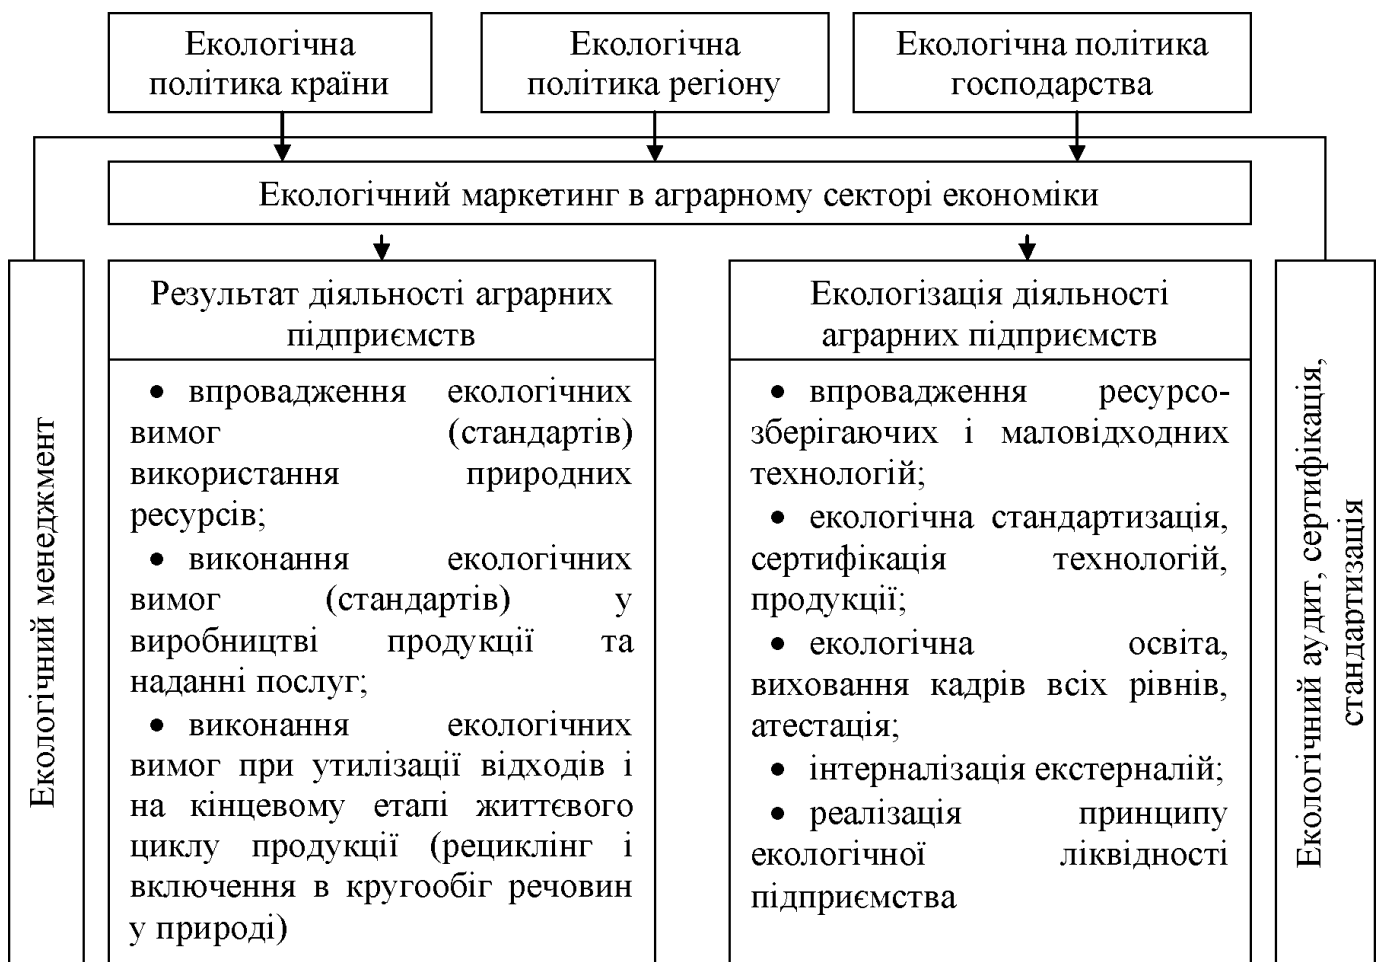 Екологічна
політика країни
Екологічна
політика регіону
Екологічна політика
господарства
Екологічний маркетинг в аграрному секторі економіки
Екологічний менеджмент
Результат діяльності аграрних
підприємств
• впровадження екологічних
вимог (стандартів)
використання природних
ресурсів;
• виконання екологічних
вимог (стандартів) у
виробництві продукції та
наданні послуг;
• виконання екологічних
вимог при утилізації відходів і
на кінцевому етапі життєвого
циклу продукції (рециклінг і
включення в кругообіг речовин
у природі)
Екологізація діяльності
аграрних підприємств
• впровадження ресурсо-
зберігаючих і маловідходних
технологій;
• екологічна стандартизація,
сертифікація технологій,
продукції;
• екологічна освіта,
виховання кадрів всіх рівнів,
атестація;
• інтерналізація екстерналій;
• реалізація принципу
екологічної ліквідності
підприємства
Екологічний аудит, сертифікація,
стандартизація